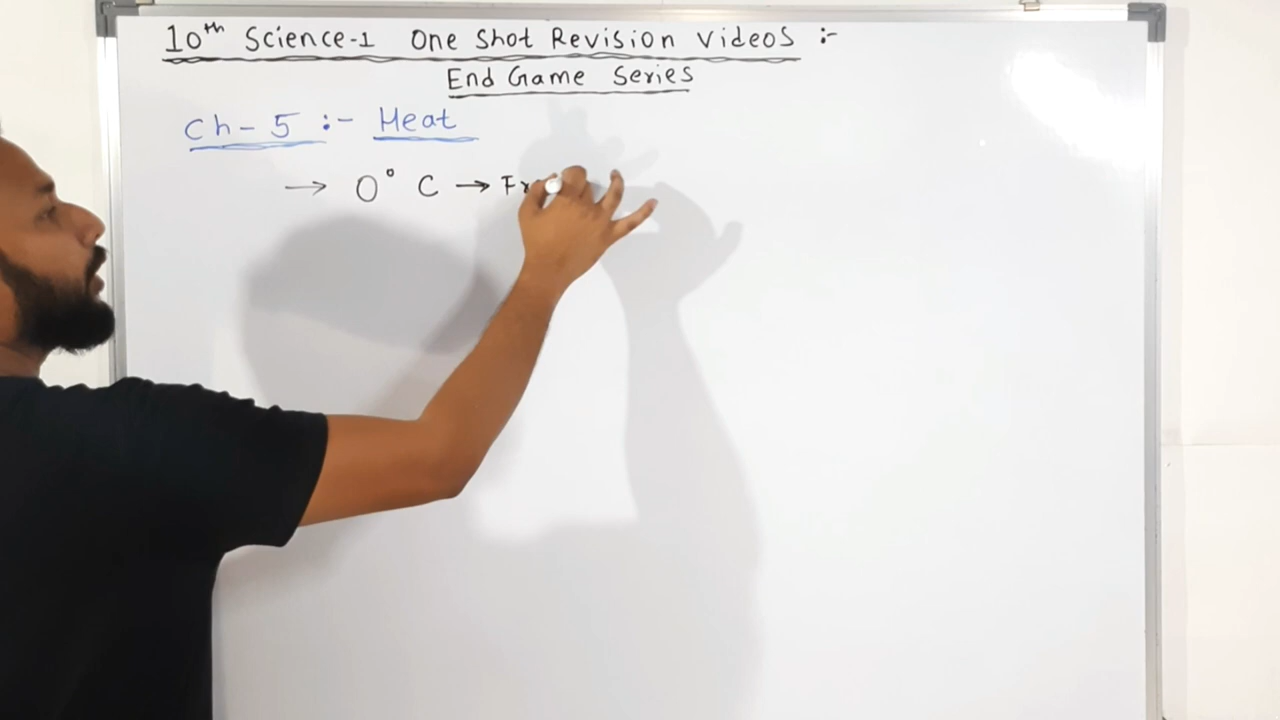 10th Science-1 One Shot Revision Videos :-
End Game Series
Ch - 5 :- Heat
→ 0° C →